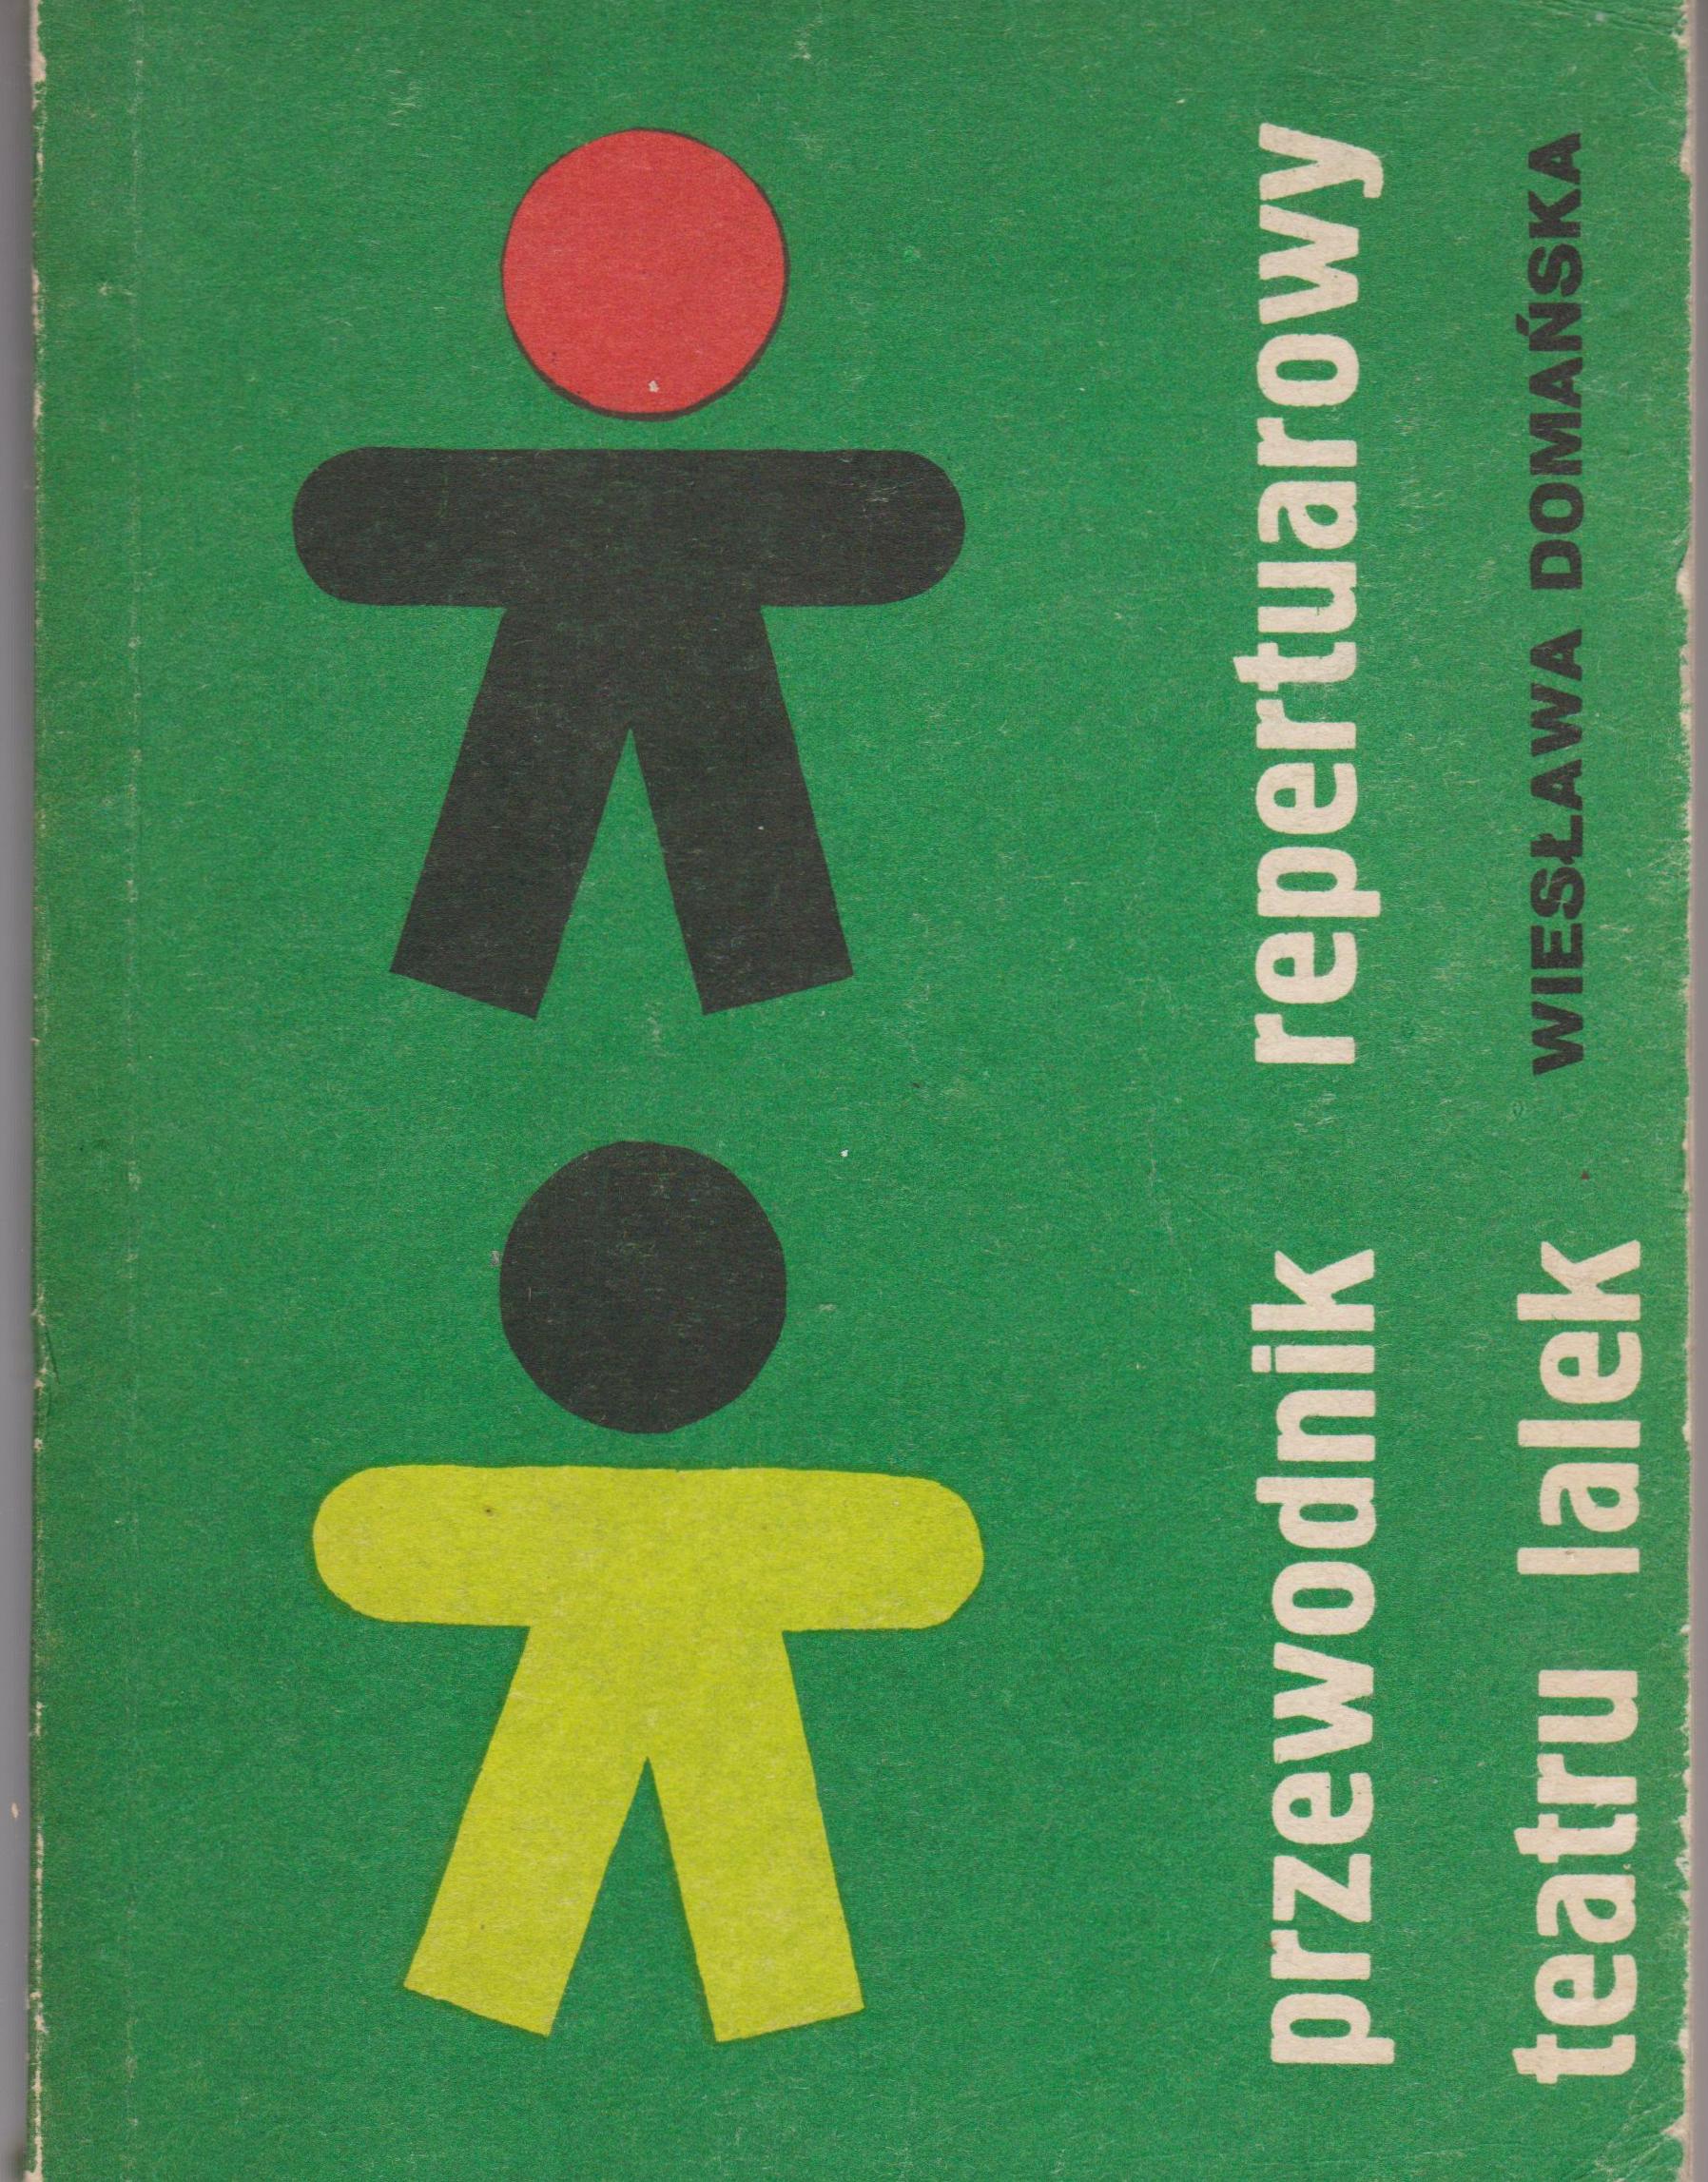 przewodnik repertuarowy
teatru lalek
WIESŁAWA DOMAŃSKA